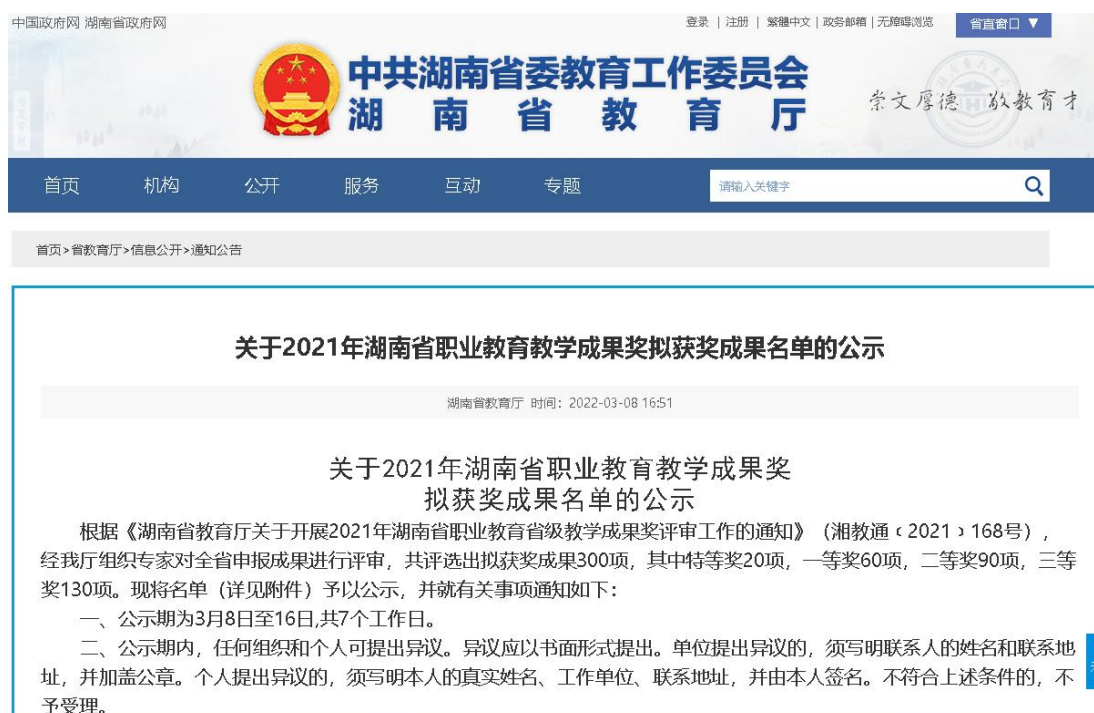 中国政府网 湖南省政府网
登录 | 注册 | 繁體中文 | 政务邮箱 | 无障碍浏览 省直窗口 ▼
中共湖南省委教育工作委员会
湖南省教育厅
崇文厚德 敬教育才
首页 机构 公开 服务 互动 专题 请输入关键字
首页>省教育厅>信息公开>通知公告
关于2021年湖南省职业教育教学成果奖拟获奖成果名单的公示
湖南省教育厅 时间：2022-03-08 16:51
关于2021年湖南省职业教育教学成果奖
拟获奖成果名单的公示
根据《湖南省教育厅关于开展2021年湖南省职业教育省级教学成果奖评审工作的通知》（湘教通﹝2021﹞168号），
经我厅组织专家对全省申报成果进行评审，共评选出拟获奖成果300项，其中特等奖20项，一等奖60项，二等奖90项，三等
奖130项。现将名单（详见附件）予以公示，并就有关事项通知如下：
一、公示期为3月8日至16日,共7个工作日。
二、公示期内，任何组织和个人可提出异议。异议应以书面形式提出。单位提出异议的，须写明联系人的姓名和联系地
址，并加盖公章。个人提出异议的，须写明本人的真实姓名、工作单位、联系地址，并由本人签名。不符合上述条件的，不
予受理。